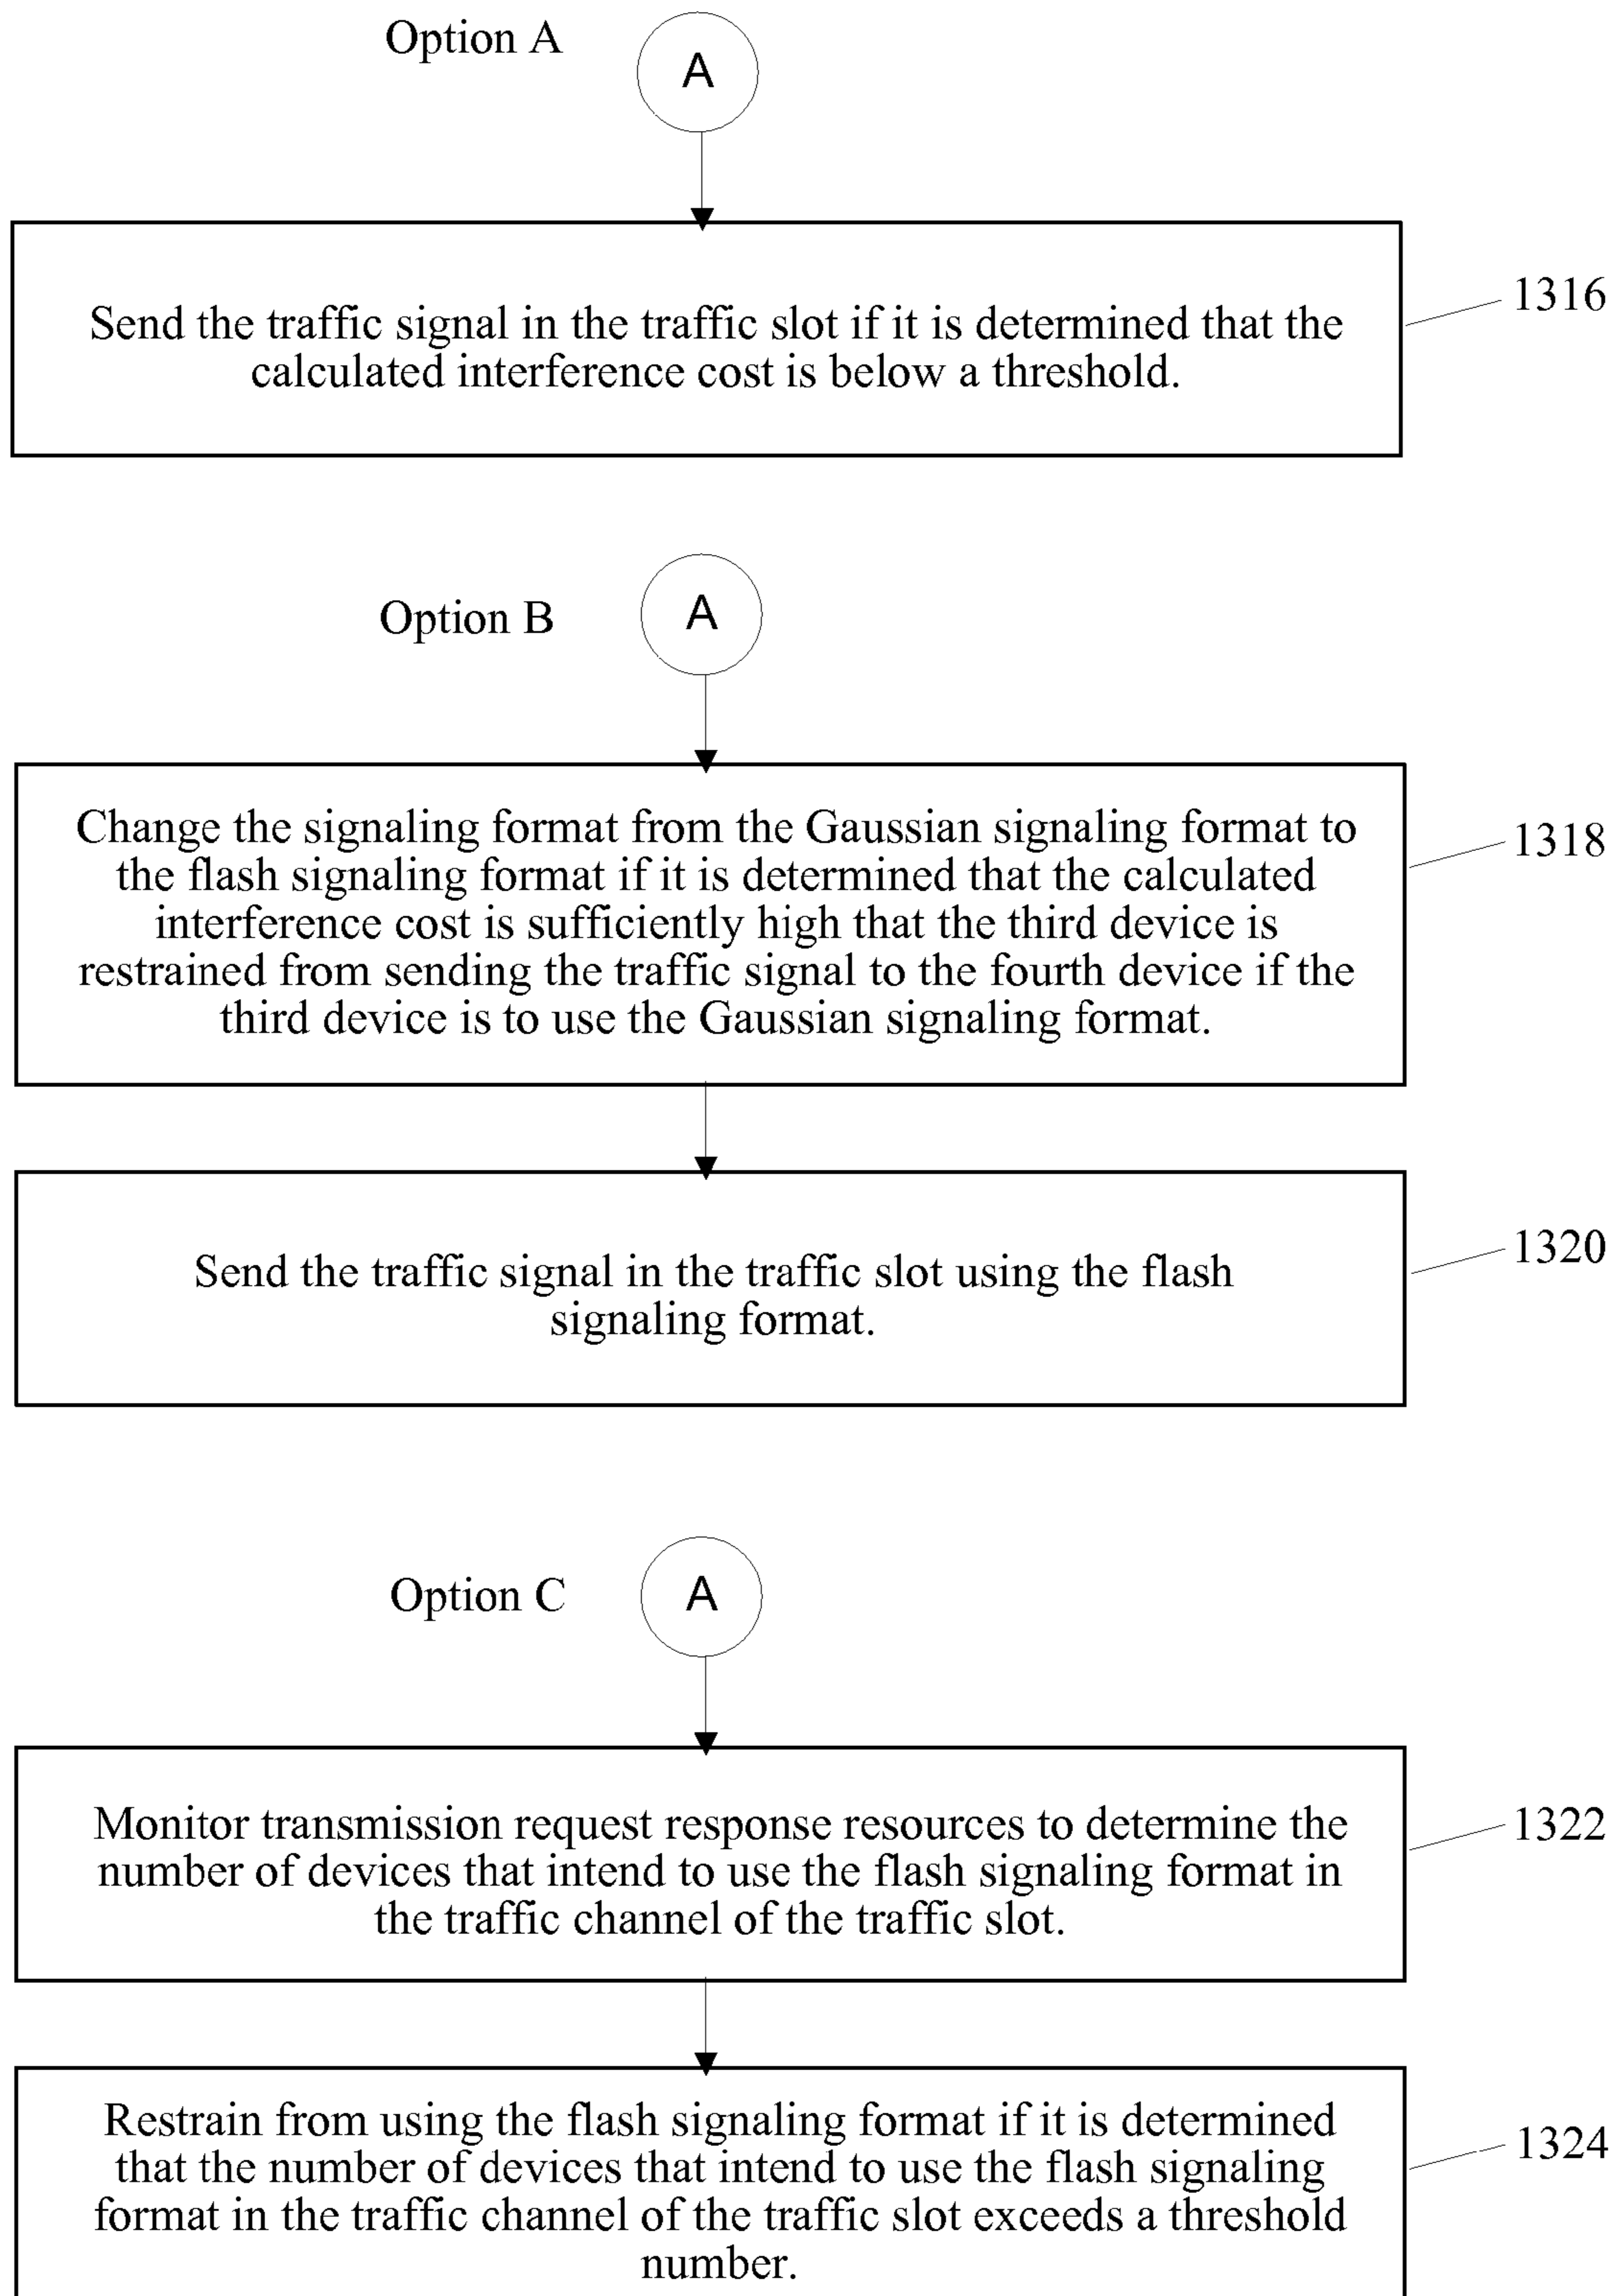 Option A
A
Send the traffic signal in the traffic slot if it is determined that the
calculated interference cost is below a threshold.
1316
Option B
A
Change the signaling format from the Gaussian signaling format to
the flash signaling format if it is determined that the calculated
interference cost is sufficiently high that the third device is
restrained from sending the traffic signal to the fourth device if the
third device is to use the Gaussian signaling format.
1318
Send the traffic signal in the traffic slot using the flash
signaling format.
1320
Option C
A
Monitor transmission request response resources to determine the
number of devices that intend to use the flash signaling format in
the traffic channel of the traffic slot.
1322
Restrain from using the flash signaling format if it is determined
that the number of devices that intend to use the flash signaling
format in the traffic channel of the traffic slot exceeds a threshold
number.
1324